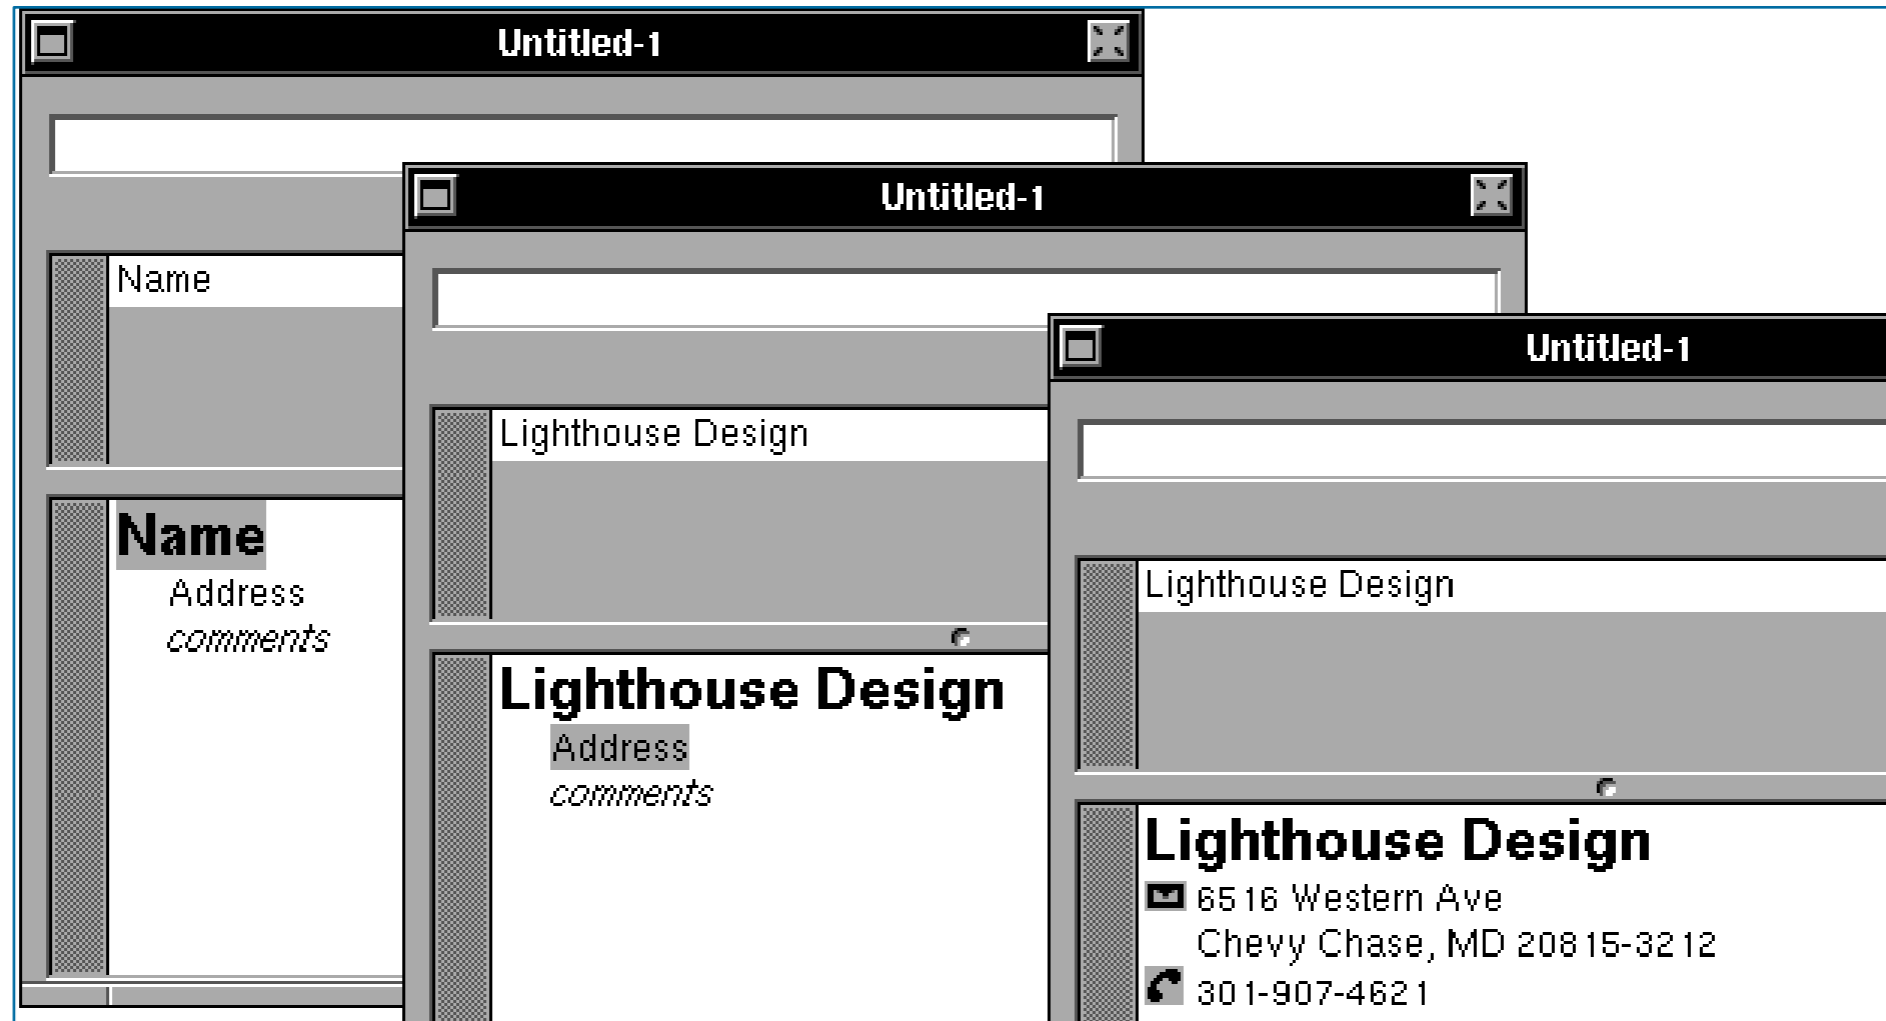 Untitled-1
Name
Name
Address
comments
Untitled-1
Lighthouse Design
Lighthouse Design
Address
comments
Untitled-1
Lighthouse Design
Lighthouse Design
6516 Western Ave
Chevy Chase, MD 20815-3212
301-907-4621